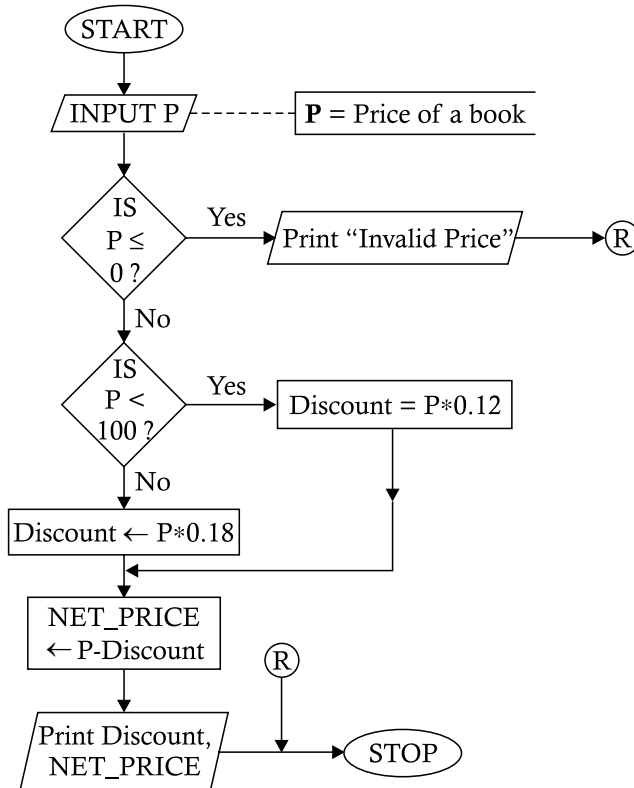 START
INPUT P
P = Price of a book
IS
P ≤
0 ?
Yes
Print “Invalid Price”
R
No
IS
P <
100 ?
Yes
Discount = P*0.12
No
Discount ← P*0.18
NET_PRICE
← P-Discount
R
Print Discount,
NET_PRICE
STOP